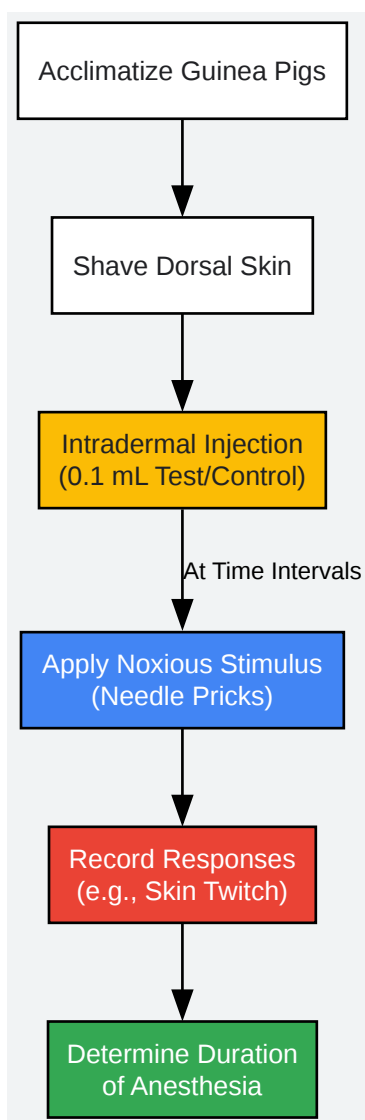 Acclimatize Guinea Pigs
Shave Dorsal Skin
Intradermal Injection
(0.1 mL Test/Control)
At Time Intervals
Apply Noxious Stimulus
(Needle Pricks)
Record Responses
(e.g., Skin Twitch)
Determine Duration
of Anesthesia